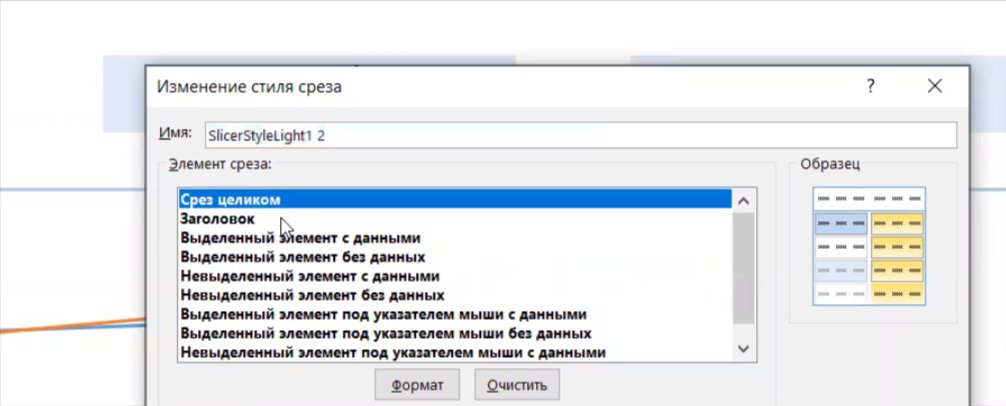 Изменение стиля среза
?
Имя: SlicerStyleLight1 2
Элемент среза:
Образец
Срез целиком
Заголовок
Выделенный элемент с данными
Выделенный элемент без данных
Невыделенный элемент с данными
Невыделенный элемент без данных
Выделенный элемент под указателем мыши с данными
Выделенный элемент под указателем мыши без данных
Невыделенный элемент под указателем мыши с данными
Формат
Очистить